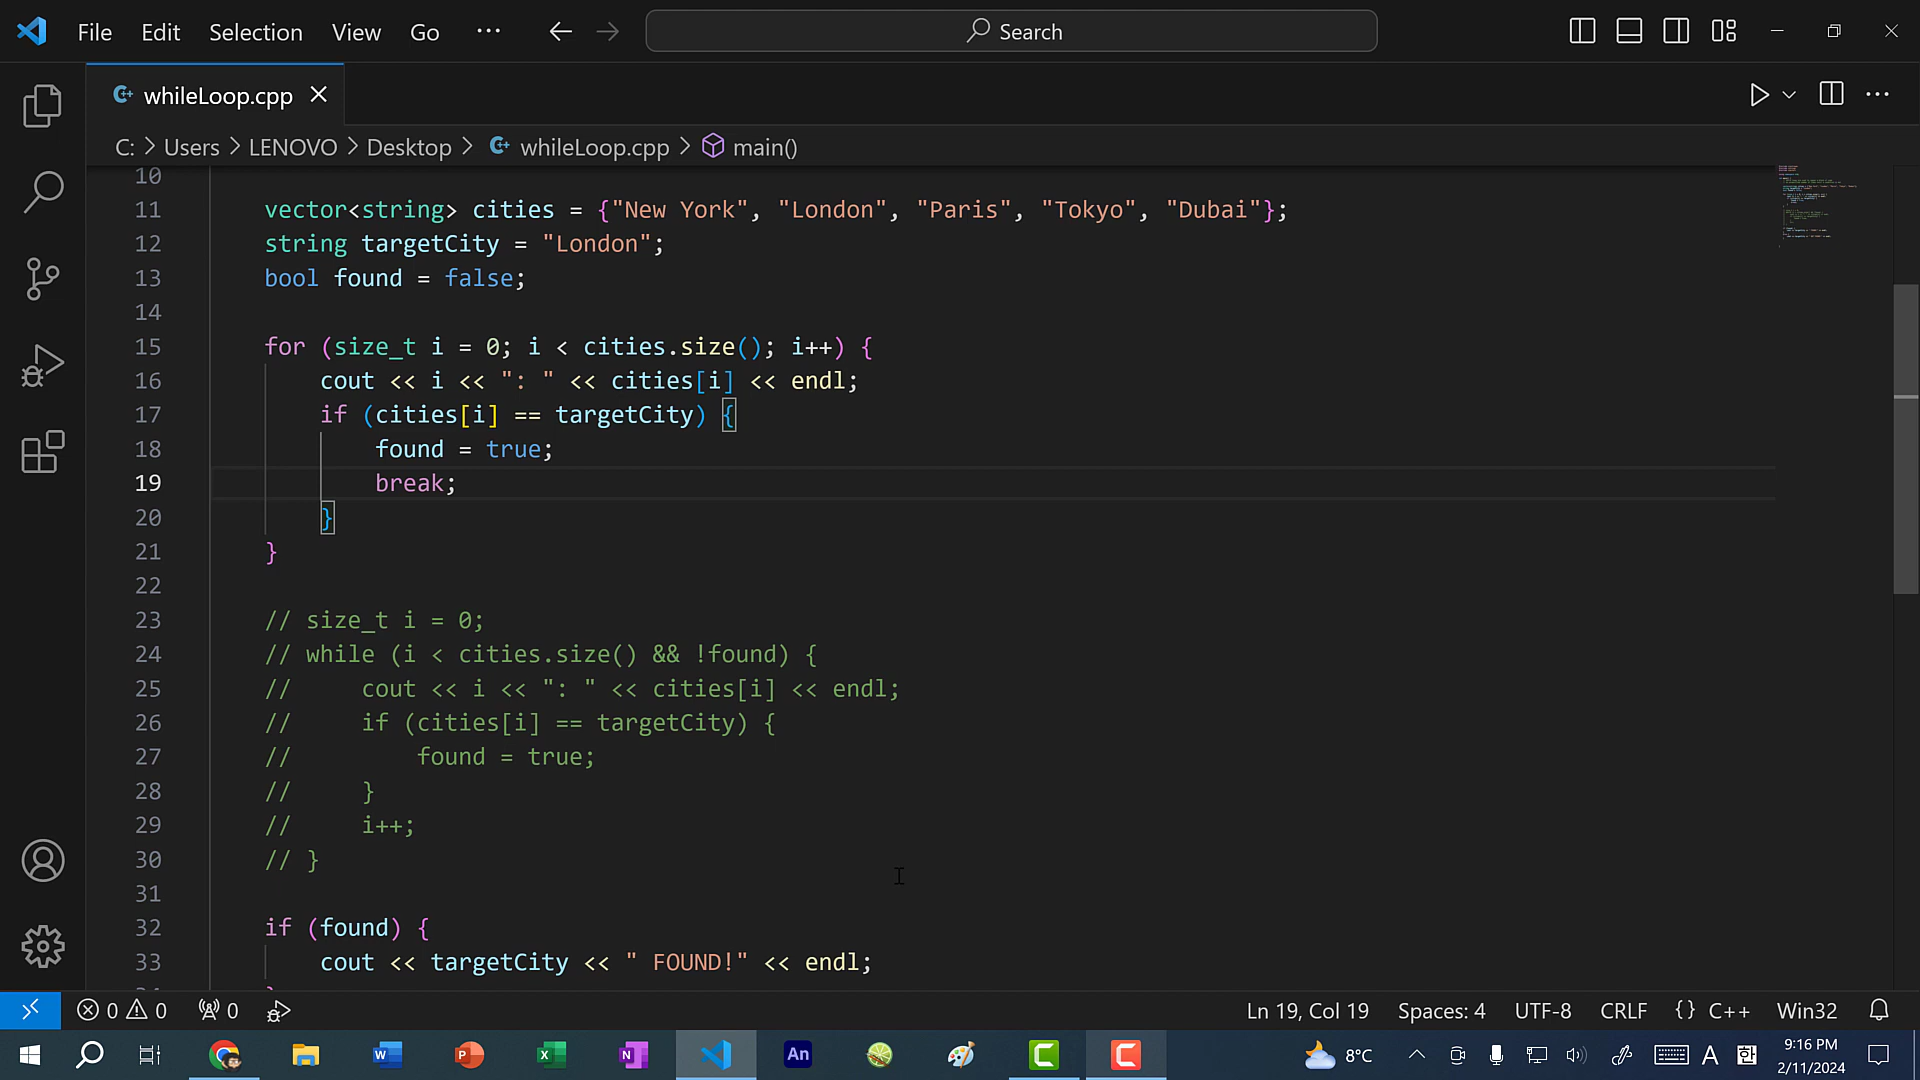 File Edit Selection View Go ··· Search
whileLoop.cpp
C: > Users > LENOVO > Desktop > whileLoop.cpp > main()
10
11 vector<string> cities = {"New York", "London", "Paris", "Tokyo", "Dubai"};
12 string targetCity = "London";
13 bool found = false;
14
15 for (size_t i = 0; i < cities.size(); i++) {
16 cout << i << ": " << cities[i] << endl;
17 if (cities[i] == targetCity) {
18 found = true;
19 break;
20 }
21 }
22
23 // size_t i = 0;
24 // while (i < cities.size() && !found) {
25 // cout << i << ": " << cities[i] << endl;
26 // if (cities[i] == targetCity) {
27 // found = true;
28 // }
29 // i++;
30 // }
31
32 if (found) {
33 cout << targetCity << " FOUND!" << endl;
0 0 0 Ln 19, Col 19 Spaces: 4 UTF-8 CRLF {} C++ Win32
8°C A 한 9:16 PM
2/11/2024